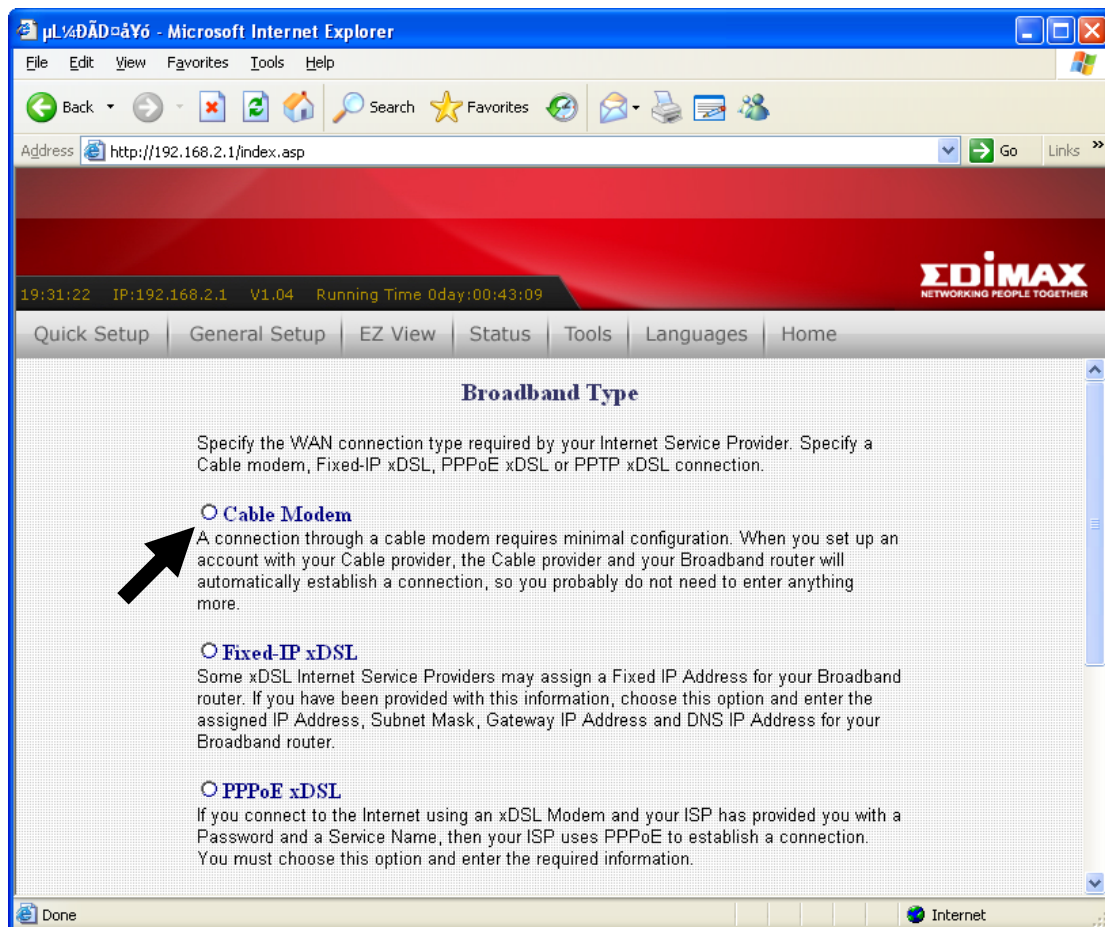 µL¼ÐÃD¤å¥ó - Microsoft Internet Explorer
File Edit View Favorites Tools Help
Back Search Favorites
Address http://192.168.2.1/index.asp Go Links »
EDIMAX
NETWORKING PEOPLE TOGETHER
19:31:22 IP:192.168.2.1 V1.04 Running Time 0day:00:43:09
Quick Setup General Setup EZ View Status Tools Languages Home
Broadband Type
Specify the WAN connection type required by your Internet Service Provider. Specify a
Cable modem, Fixed-IP xDSL, PPPoE xDSL or PPTP xDSL connection.
Cable Modem
A connection through a cable modem requires minimal configuration. When you set up an
account with your Cable provider, the Cable provider and your Broadband router will
automatically establish a connection, so you probably do not need to enter anything
more.
Fixed-IP xDSL
Some xDSL Internet Service Providers may assign a Fixed IP Address for your Broadband
router. If you have been provided with this information, choose this option and enter the
assigned IP Address, Subnet Mask, Gateway IP Address and DNS IP Address for your
Broadband router.
PPPoE xDSL
If you connect to the Internet using an xDSL Modem and your ISP has provided you with a
Password and a Service Name, then your ISP uses PPPoE to establish a connection.
You must choose this option and enter the required information.
Done Internet